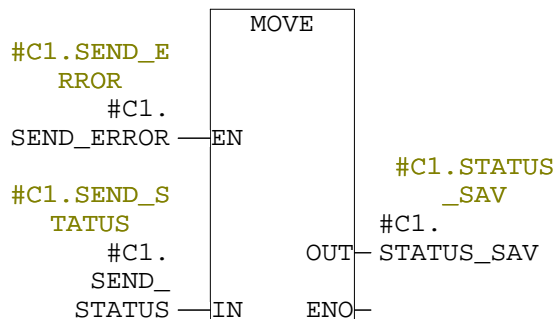 MOVE
#C1.SEND_E
RROR
#C1.
SEND_ERROR
EN
#C1.STATUS
_SAV
#C1.SEND_S
TATUS
#C1.
#C1.
OUT
STATUS_SAV
SEND_
STATUS
IN
ENO